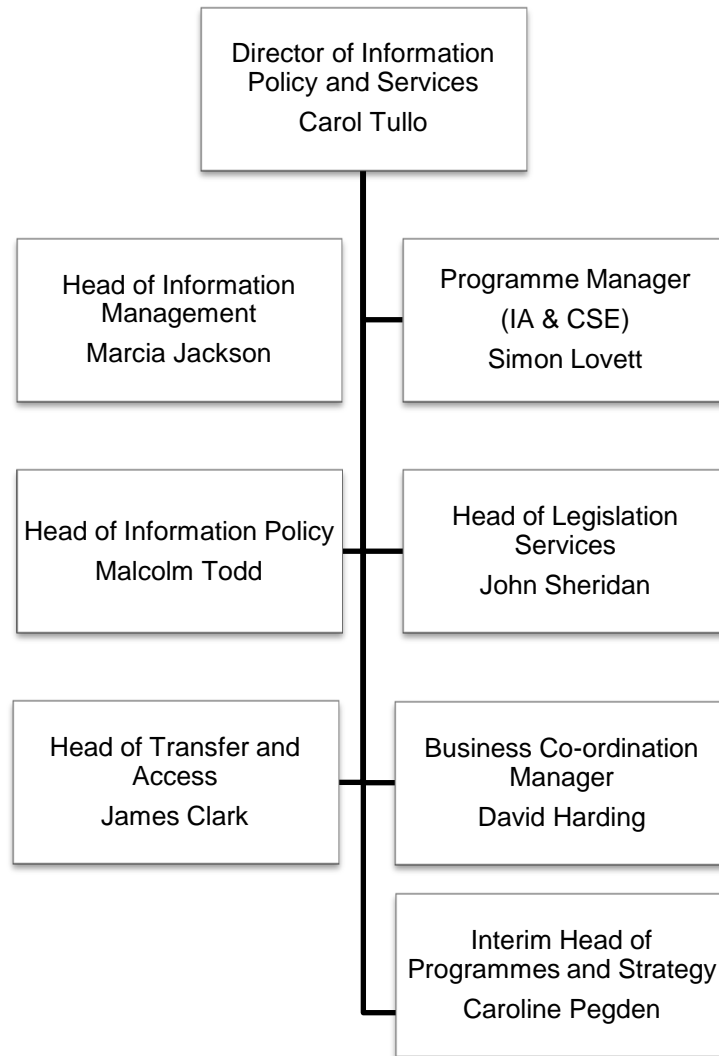 Director of Information
Policy and Services
Carol Tullo
Head of Information
Management
Marcia Jackson
Programme Manager
(IA & CSE)
Simon Lovett
Head of Information Policy
Malcolm Todd
Head of Legislation
Services
John Sheridan
Head of Transfer and
Access
James Clark
Business Co-ordination
Manager
David Harding
Interim Head of
Programmes and Strategy
Caroline Pegden